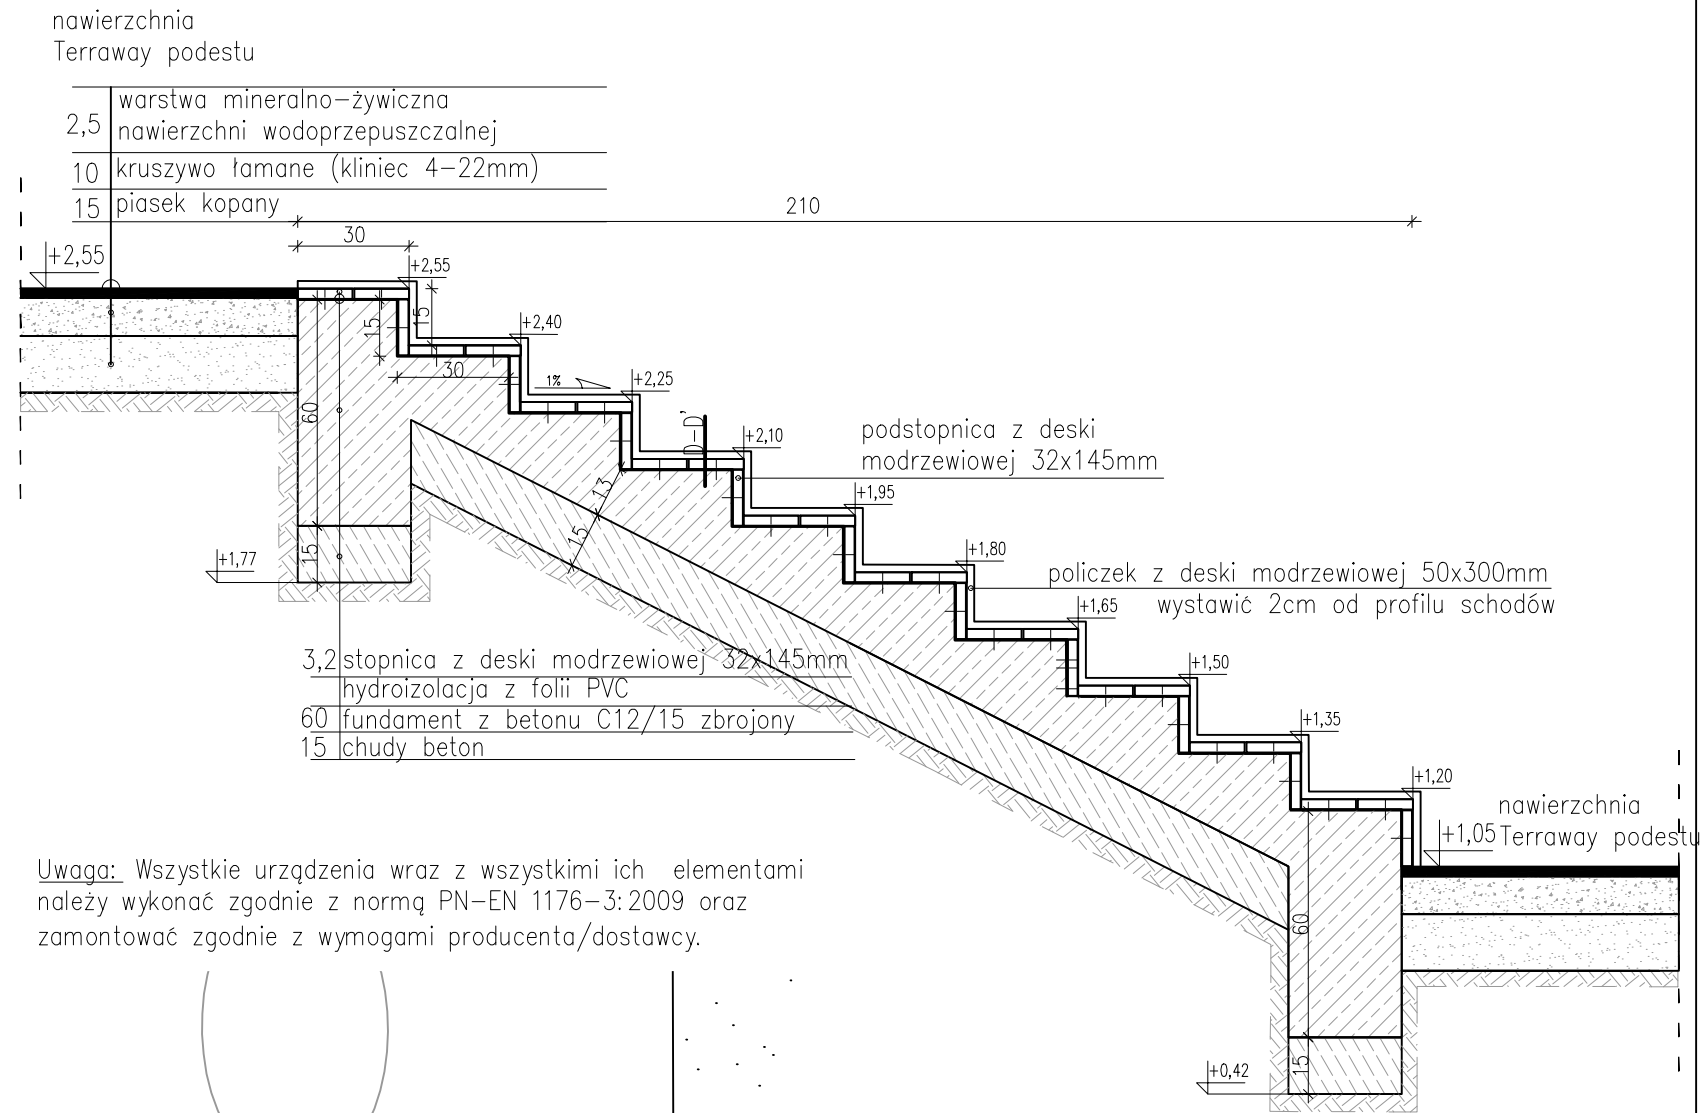 nawierzchnia
Terraway podestu
2,5 warstwa mineralno-żywiczna
nawierzchni wodoprzepuszczalnej
10 kruszywo łamane (kliniec 4-22mm)
15 piasek kopany
210
30
+2,55
+2,55
15
15
+2,40
30
1%
+2,25
60
D-D'
+2,10
podstopnica z deski
modrzewiowej 32x145mm
13
15
+1,95
15
+1,77
+1,80
policzek z deski modrzewiowej 50x300mm
wystawić 2cm od profilu schodów
+1,65
3,2 stopnica z deski modrzewiowej 32x145mm
hydroizolacja z folii PVC
60 fundament z betonu C12/15 zbrojony
15 chudy beton
+1,50
+1,35
+1,20
nawierzchnia
+1,05 Terraway podestu
Uwaga: Wszystkie urządzenia wraz z wszystkimi ich elementami
należy wykonać zgodnie z normą PN-EN 1176-3:2009 oraz
zamontować zgodnie z wymogami producenta/dostawcy.
60
15
+0,42